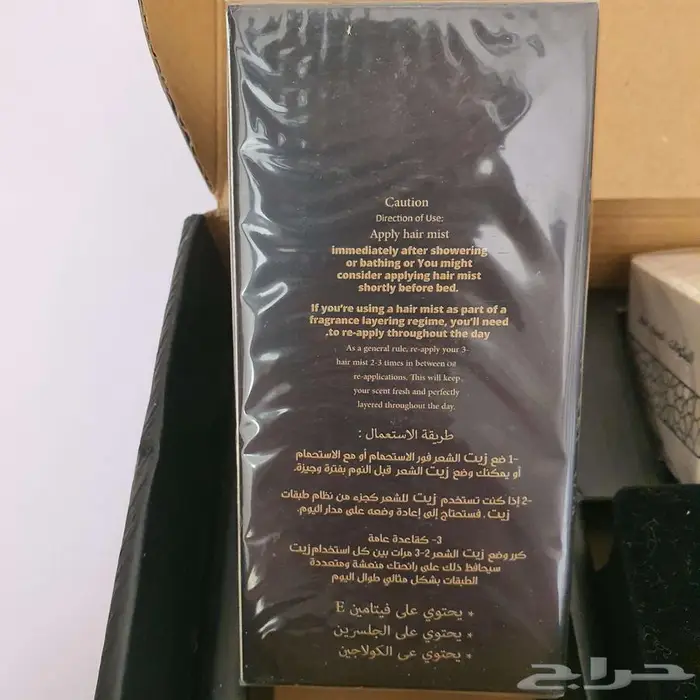 Caution
Direction of Use:
Apply hair mist
immediately after showering
or bathing or You might
consider applying hair mist
shortly before bed.
If you're using a hair mist as part of a
fragrance layering regime, you'll need
.to re-apply throughout the day
As a general rule, re-apply your 3-
hair mist 2-3 times in between oil
re-applications. This will keep
your scent fresh and perfectly
layered throughout the day.
طريقة الاستعمال :
1- ضع زيت الشعر فور الاستحمام أو مع الاستحمام
أو يمكنك وضع زيت الشعر قبل النوم بفترة وجيزة.
2- إذا كنت تستخدم زيت للشعر كجزء من نظام طبقات
زيت ، فستحتاج إلى إعادة وضعه على مدار اليوم.
3- كقاعدة عامة
كرر وضع زيت الشعر 2-3 مرات بين كل استخدام زيت
سيحافظ ذلك على رائحتك منعشة ومتعددة
الطبقات بشكل مثالي طوال اليوم
* يحتوي على فيتامين E
* يحتوي على الجلسرين
* يحتوي عى الكولاجين
حراج